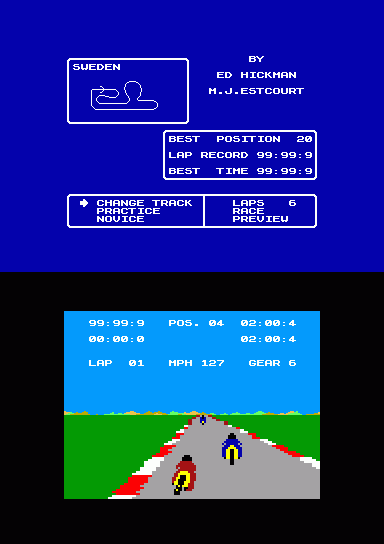 SWEDEN
BY
ED HICKMAN
M.J.ESTCOURT
BEST POSITION 20
LAP RECORD 99:99:9
BEST TIME 99:99:9
CHANGE TRACK LAPS 6
PRACTICE RACE
NOVICE PREVIEW
99:99:9 POS. 04 02:00:4
00:00:0 02:00:4
LAP 01 MPH 127 GEAR 6